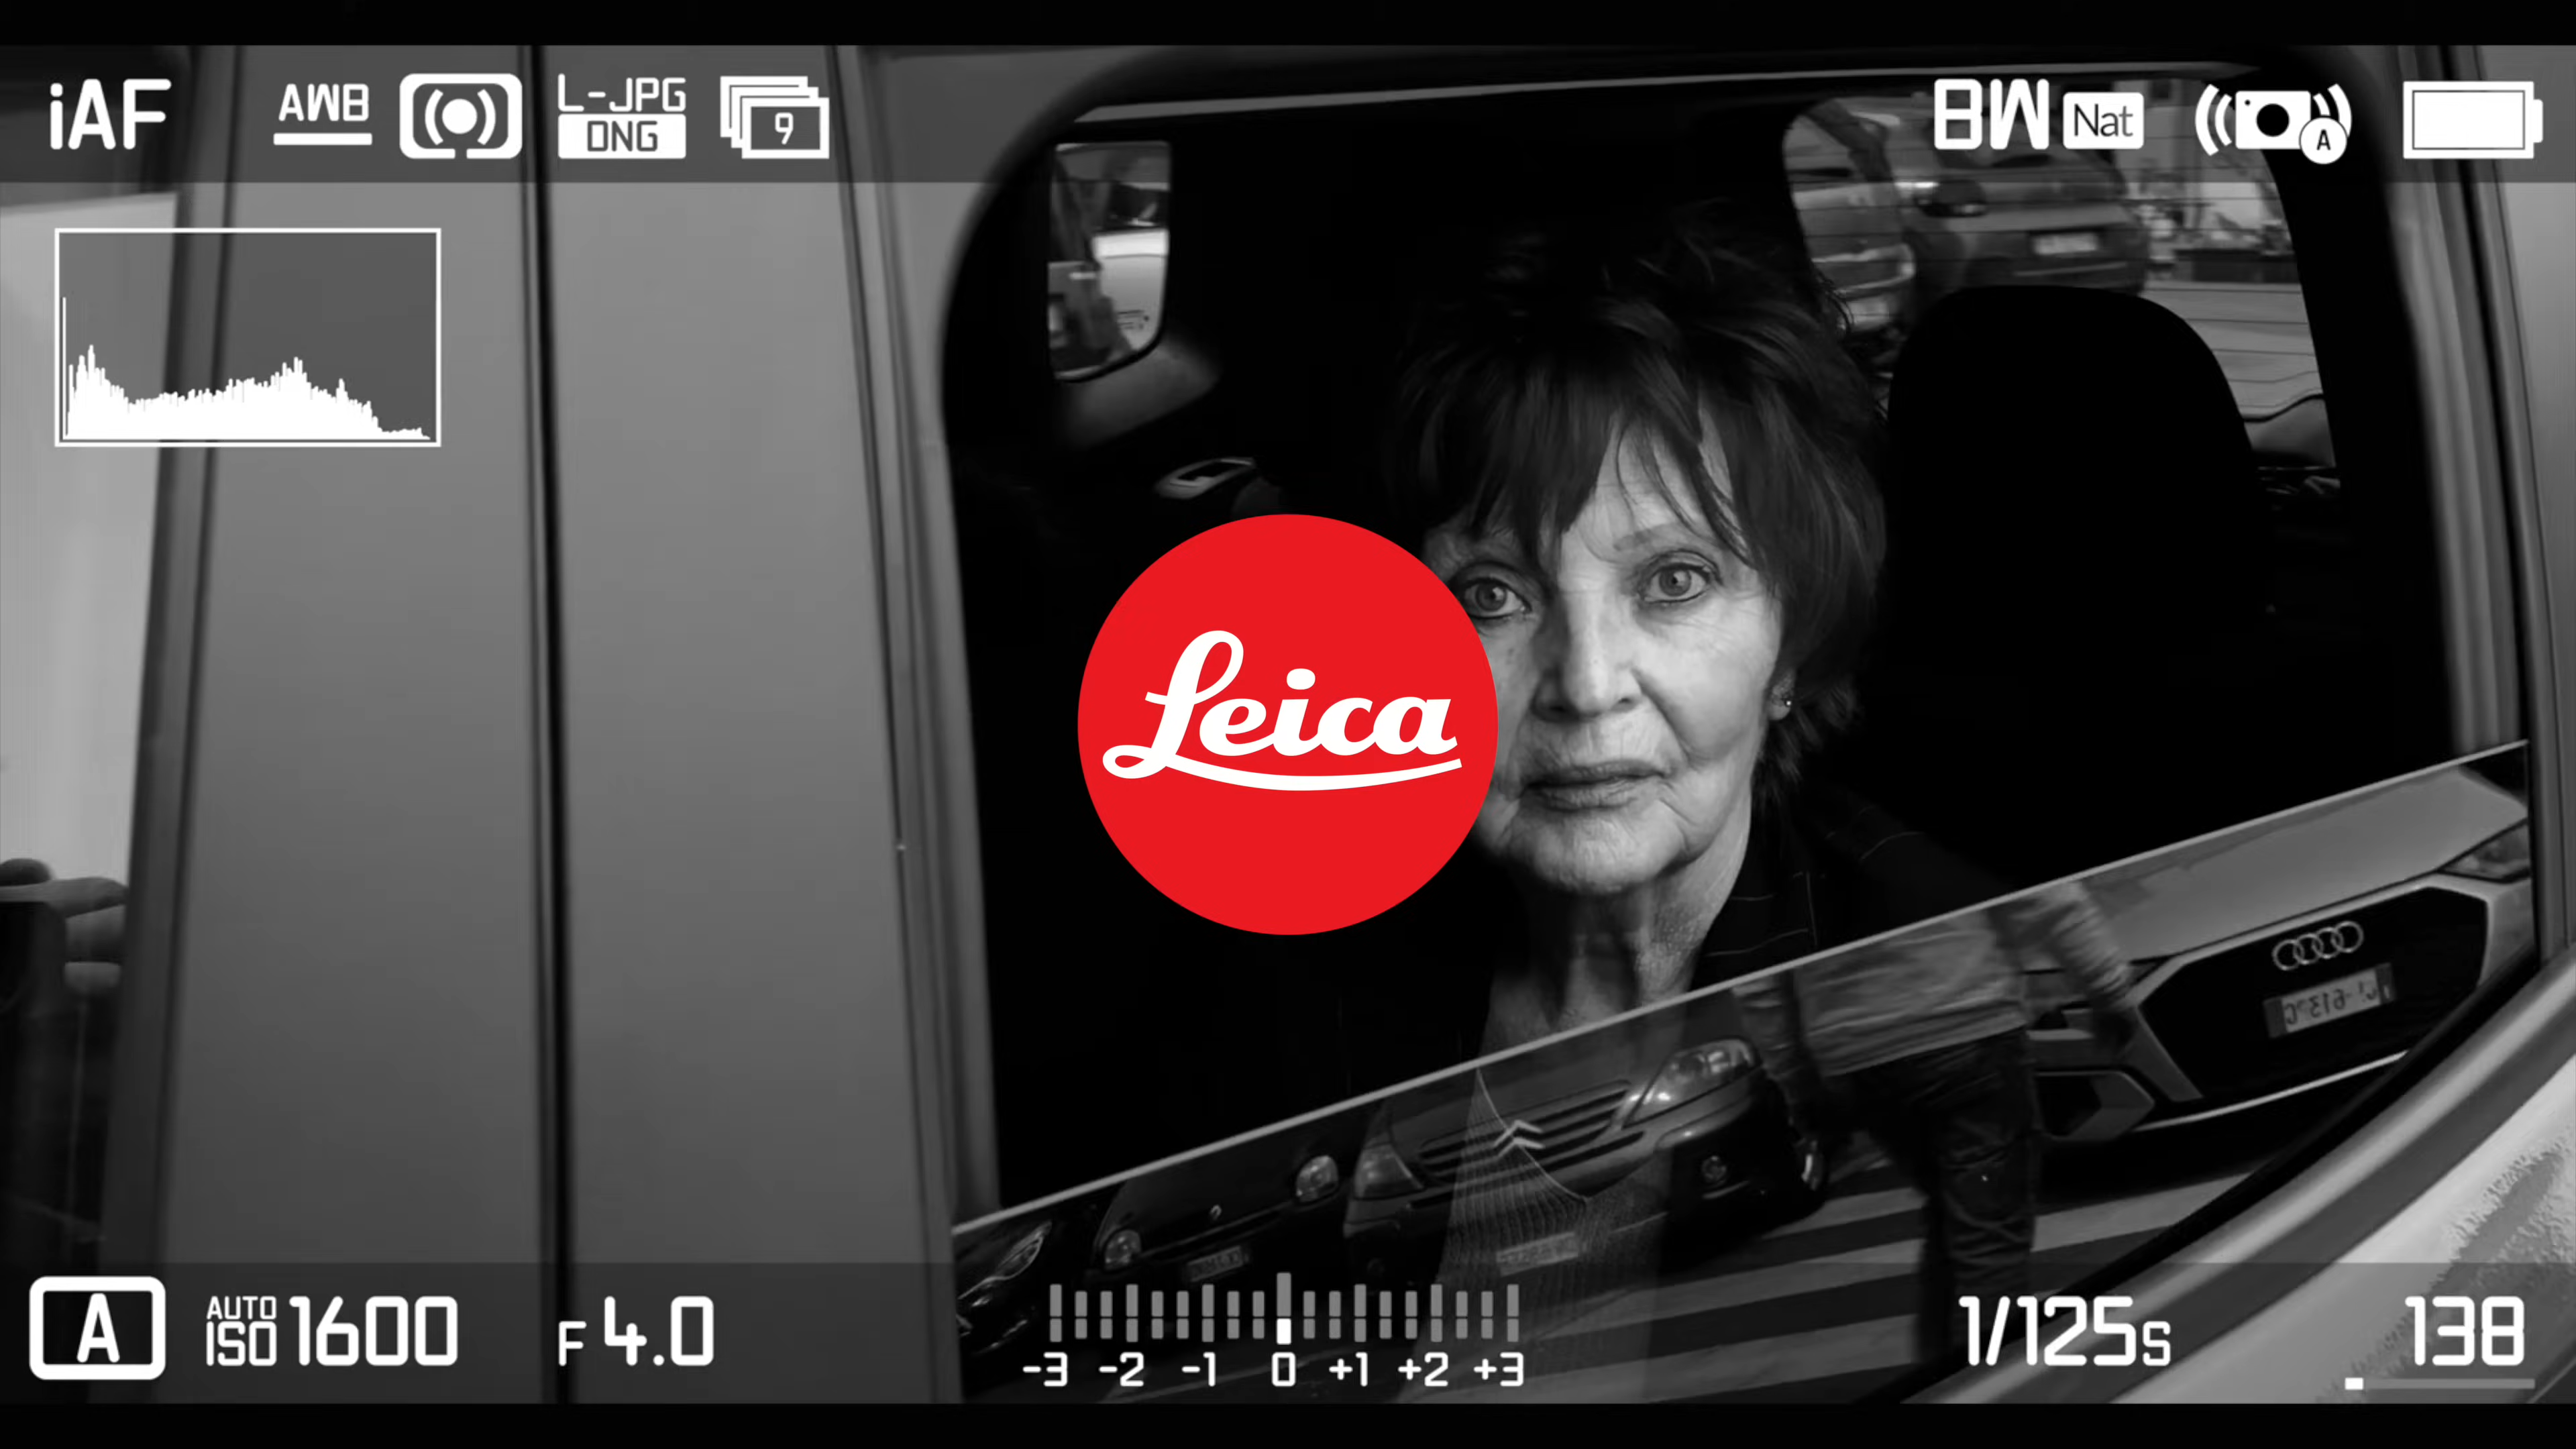 iAF AWB L-JPG DNG 9 BW Nat A
Leica
A AUTO ISO 1600 F 4.0 1/125s 138
-3 -2 -1 0 +1 +2 +3